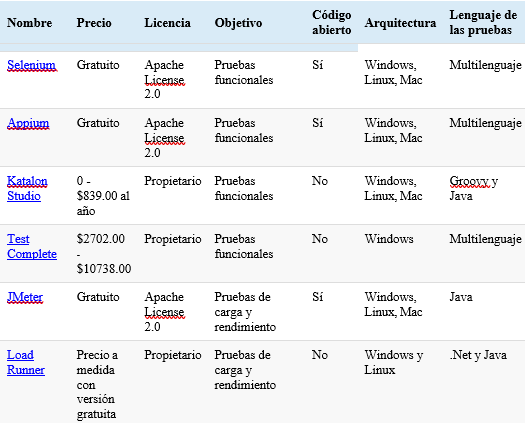 Nombre Precio Licencia Objetivo Código abierto Arquitectura Lenguaje de las pruebas
Selenium Gratuito Apache License 2.0 Pruebas funcionales Sí Windows, Linux, Mac Multilenguaje
Appium Gratuito Apache License 2.0 Pruebas funcionales Sí Windows, Linux, Mac Multilenguaje
Katalon Studio 0 - $839.00 al año Propietario Pruebas funcionales No Windows, Linux, Mac Groovy y Java
Test Complete $2702.00 - $10738.00 Propietario Pruebas funcionales No Windows Multilenguaje
JMeter Gratuito Apache License 2.0 Pruebas de carga y rendimiento Sí Windows, Linux, Mac Java
Load Runner Precio a medida con versión gratuita Propietario Pruebas de carga y rendimiento No Windows y Linux .Net y Java